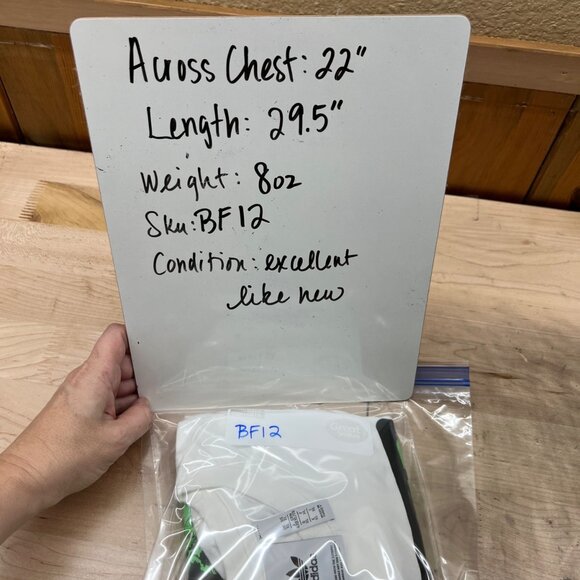 Across Chest: 22"
Length: 29.5"
Weight: 8oz
Sku: BF12
Condition: excellent
like new
BF12